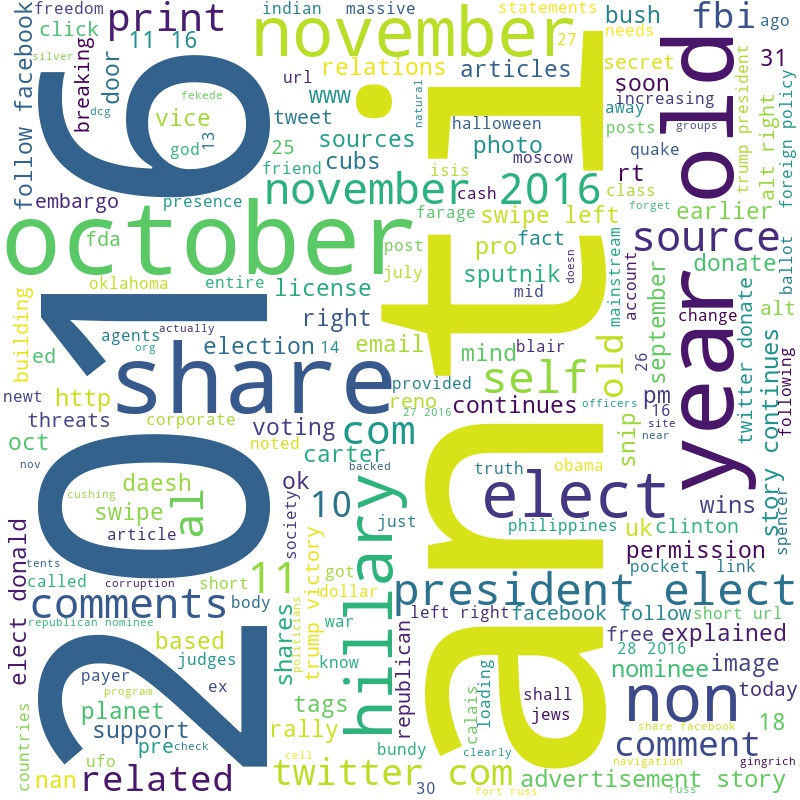 freedom
print
indian
massive
statements
bush
fbi
ago
november
27
needs
click
11 16
relations
articles
secret
31
silver
breaking
door
url
soon
old
follow facebook
2016
vice
www
tweet
natural
halloween
photo
away
increasing
posts
groups
trump president
foreign policy
fekede
dcg
god
13
25
sources
cubs
moscow
quake
alt right
friend
isis
rt
embargo
presence
november
cash
2016
class
forget
earlier
october
farage
swipe left
source
fda
post
pro
fact
doesn
mainstream
account
donate
oklahoma
entire
july
sputnik
ballot
building
license
mid
september
change
alt
agents
actually
right
anti
year
twitter donate
ed
org
election
14
email
mind
blair
old
26
story continues
following
newt
http
share
provided
self
pm
threats
corporate
reno
27 2016
continues
officers
16
site
oct
voting
com
snip
near
noted
carter
truth
nov
backed
obama
daesh
ok
cushing
swipe
al
10
elect
wins
article
society
just
hillary
philippines
uk
clinton
spencer
elect donald
tents
corruption
permission
called
short
11
got
dollar
pocket
link
comments
body
president elect
republican nominee
shares
trump victory
politicians
war
left right
facebook follow
short url
based
judges
know
republican
free
explained
payer
ex
28 2016
program
nominee
image
planet
tags
calais
loading
shall
jews
non
today
support
rally
share facebook
18
countries
pre
check
bundy
clearly
comment
ufo
cell
navigation
gingrich
nan
related
twitter com
advertisement story
30
fort russ
russ